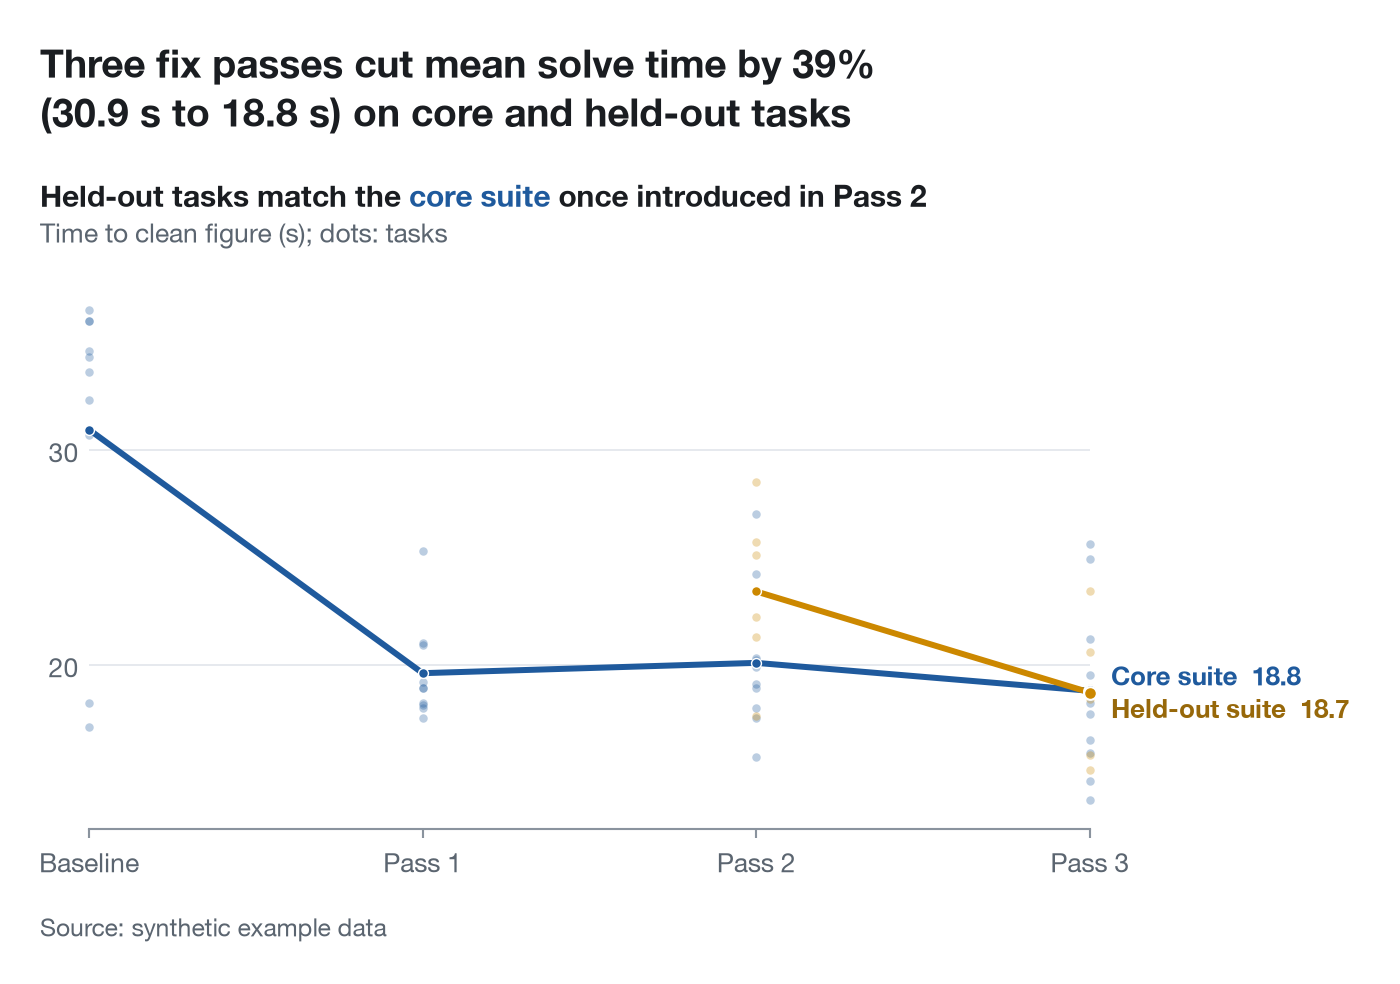 Three fix passes cut mean solve time by 39%
(30.9 s to 18.8 s) on core and held-out tasks
Held-out tasks match the core suite once introduced in Pass 2
Time to clean figure (s); dots: tasks
30
20
Core suite 18.8
Held-out suite 18.7
Baseline
Pass 1
Pass 2
Pass 3
Source: synthetic example data